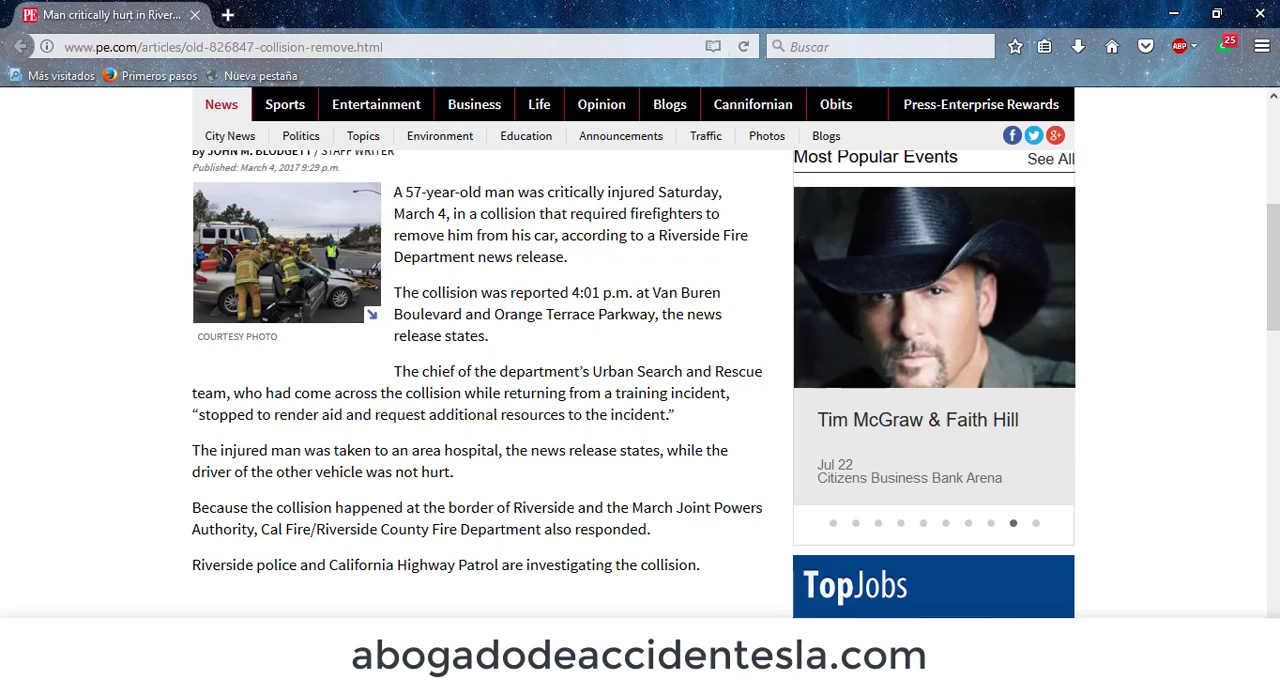 Man critically hurt in River...
www.pe.com/articles/old-826847-collision-remove.html
Buscar
ABP
25
Más visitados
Primeros pasos
Nueva pestaña
News Sports Entertainment Business Life Opinion Blogs Cannifornian Obits Press-Enterprise Rewards
City News Politics Topics Environment Education Announcements Traffic Photos Blogs
By JOHN M. BLODGETT / STAFF WRITER
Published: March 4, 2017 9:29 p.m.
COURTESY PHOTO
A 57-year-old man was critically injured Saturday,
March 4, in a collision that required firefighters to
remove him from his car, according to a Riverside Fire
Department news release.
The collision was reported 4:01 p.m. at Van Buren
Boulevard and Orange Terrace Parkway, the news
release states.
The chief of the department’s Urban Search and Rescue
team, who had come across the collision while returning from a training incident,
“stopped to render aid and request additional resources to the incident.”
The injured man was taken to an area hospital, the news release states, while the
driver of the other vehicle was not hurt.
Because the collision happened at the border of Riverside and the March Joint Powers
Authority, Cal Fire/Riverside County Fire Department also responded.
Riverside police and California Highway Patrol are investigating the collision.
Most Popular Events See All
Tim McGraw & Faith Hill
Jul 22
Citizens Business Bank Arena
TopJobs
abogadodeaccidentesla.com